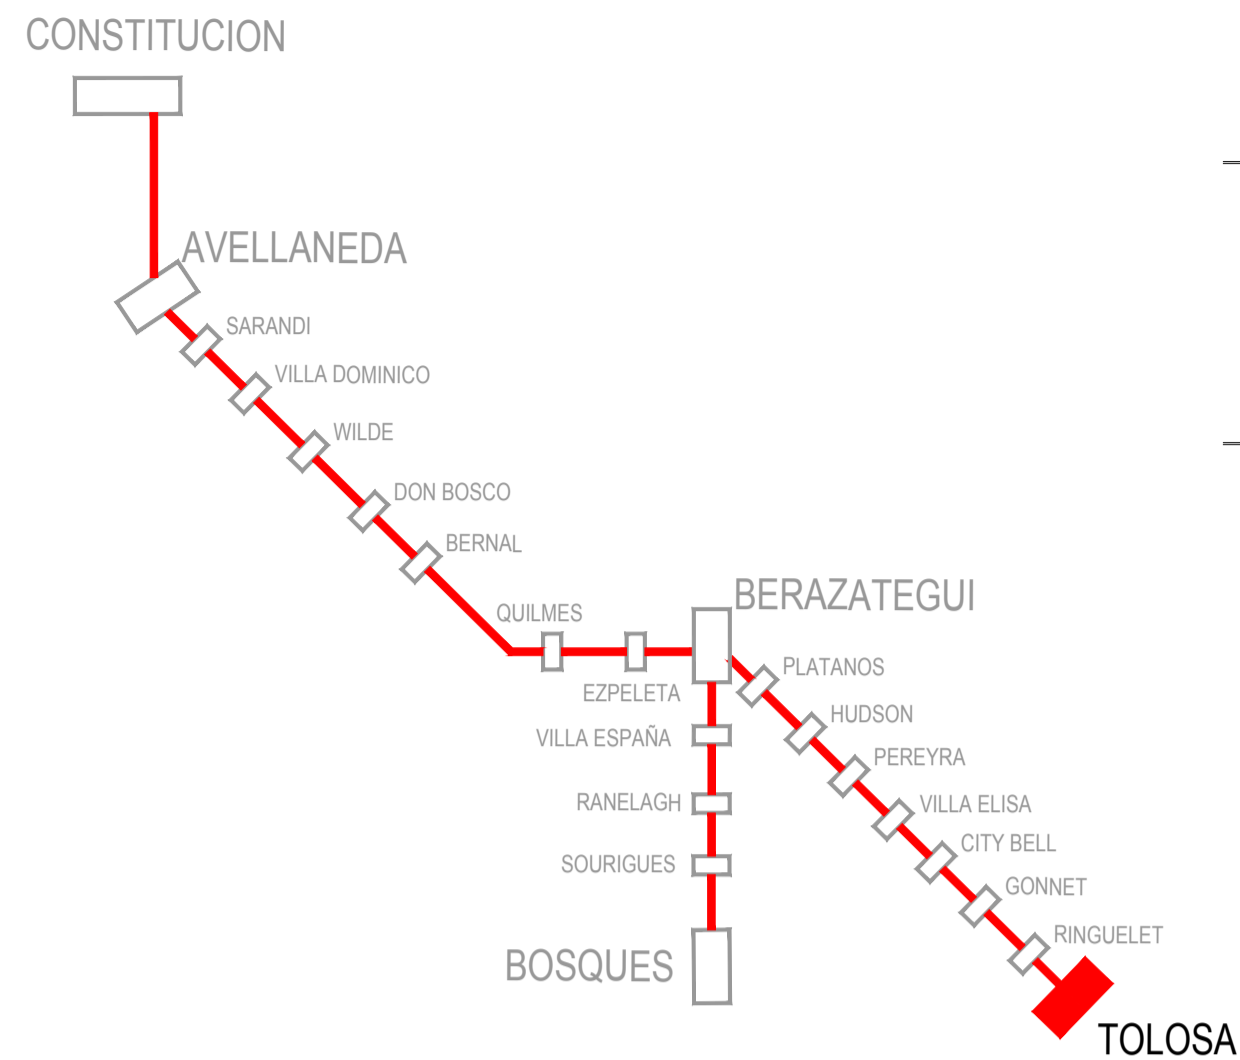 CONSTITUCION
AVELLANEDA
SARANDI
VILLA DOMINICO
WILDE
DON BOSCO
BERNAL
QUILMES
EZPELETA
BERAZATEGUI
VILLA ESPAÑA
RANELAGH
SOURIGUES
BOSQUES
PLATANOS
HUDSON
PEREYRA
VILLA ELISA
CITY BELL
GONNET
RINGUELET
TOLOSA